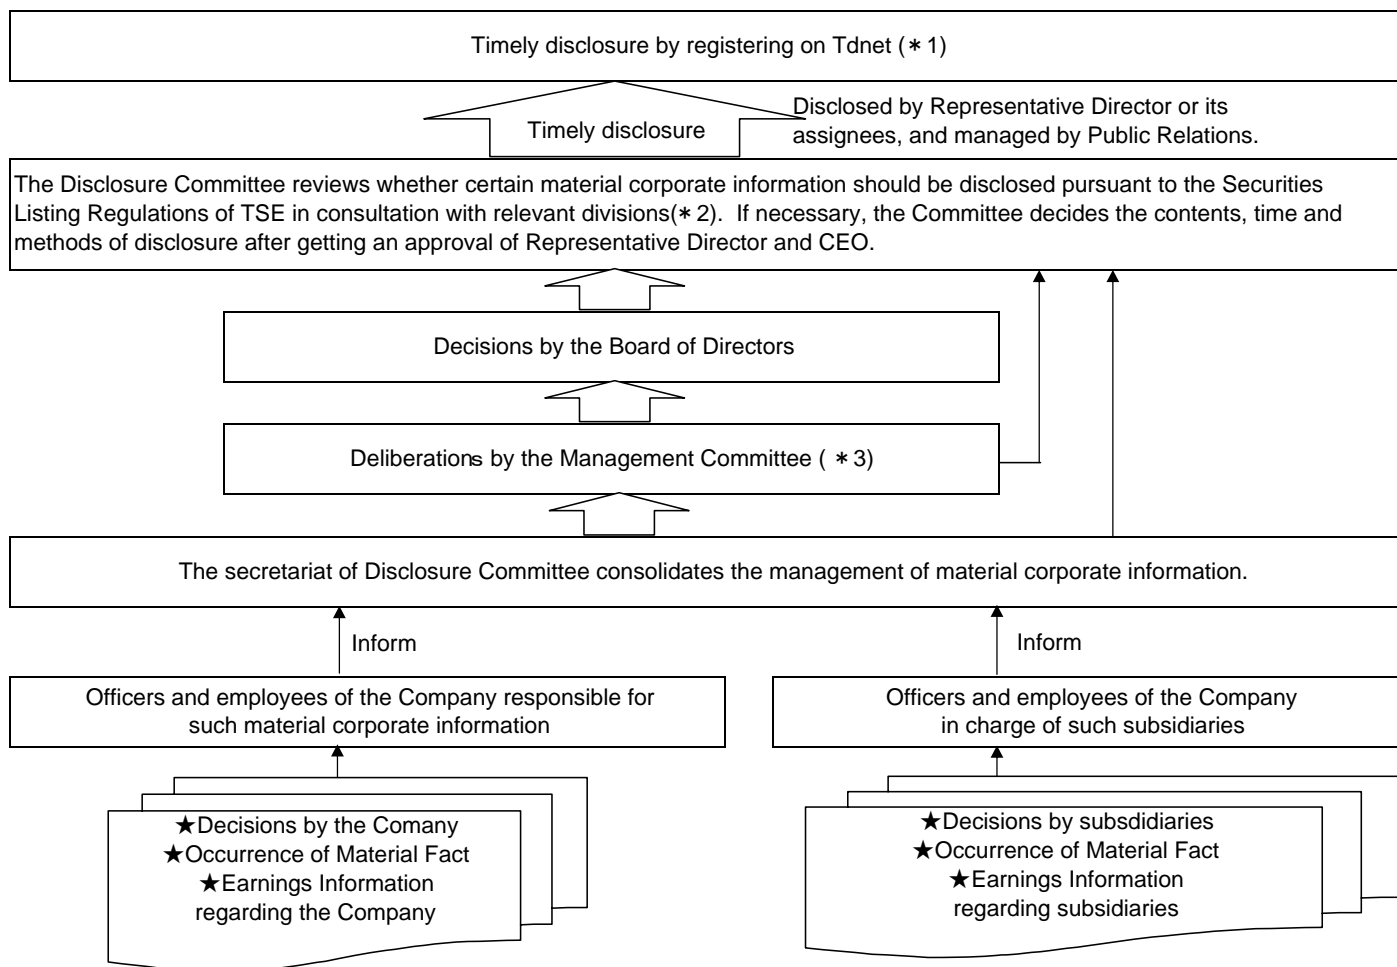 Timely disclosure by registering on Tdnet (＊1)
Timely disclosure
Disclosed by Representative Director or its
assignees, and managed by Public Relations.
The Disclosure Committee reviews whether certain material corporate information should be disclosed pursuant to the Securities
Listing Regulations of TSE in consultation with relevant divisions(＊2).  If necessary, the Committee decides the contents, time and
methods of disclosure after getting an approval of Representative Director and CEO.
Decisions by the Board of Directors
Deliberations by the Management Committee ( ＊3)
The secretariat of Disclosure Committee consolidates the management of material corporate information.
Inform
Inform
Officers and employees of the Company responsible for
such material corporate information
Officers and employees of the Company
in charge of such subsidiaries
★Decisions by the Comany
★Occurrence of Material Fact
★Earnings Information
regarding the Company
★Decisions by subsdidiaries
★Occurrence of Material Fact
★Earnings Information
regarding subsidiaries